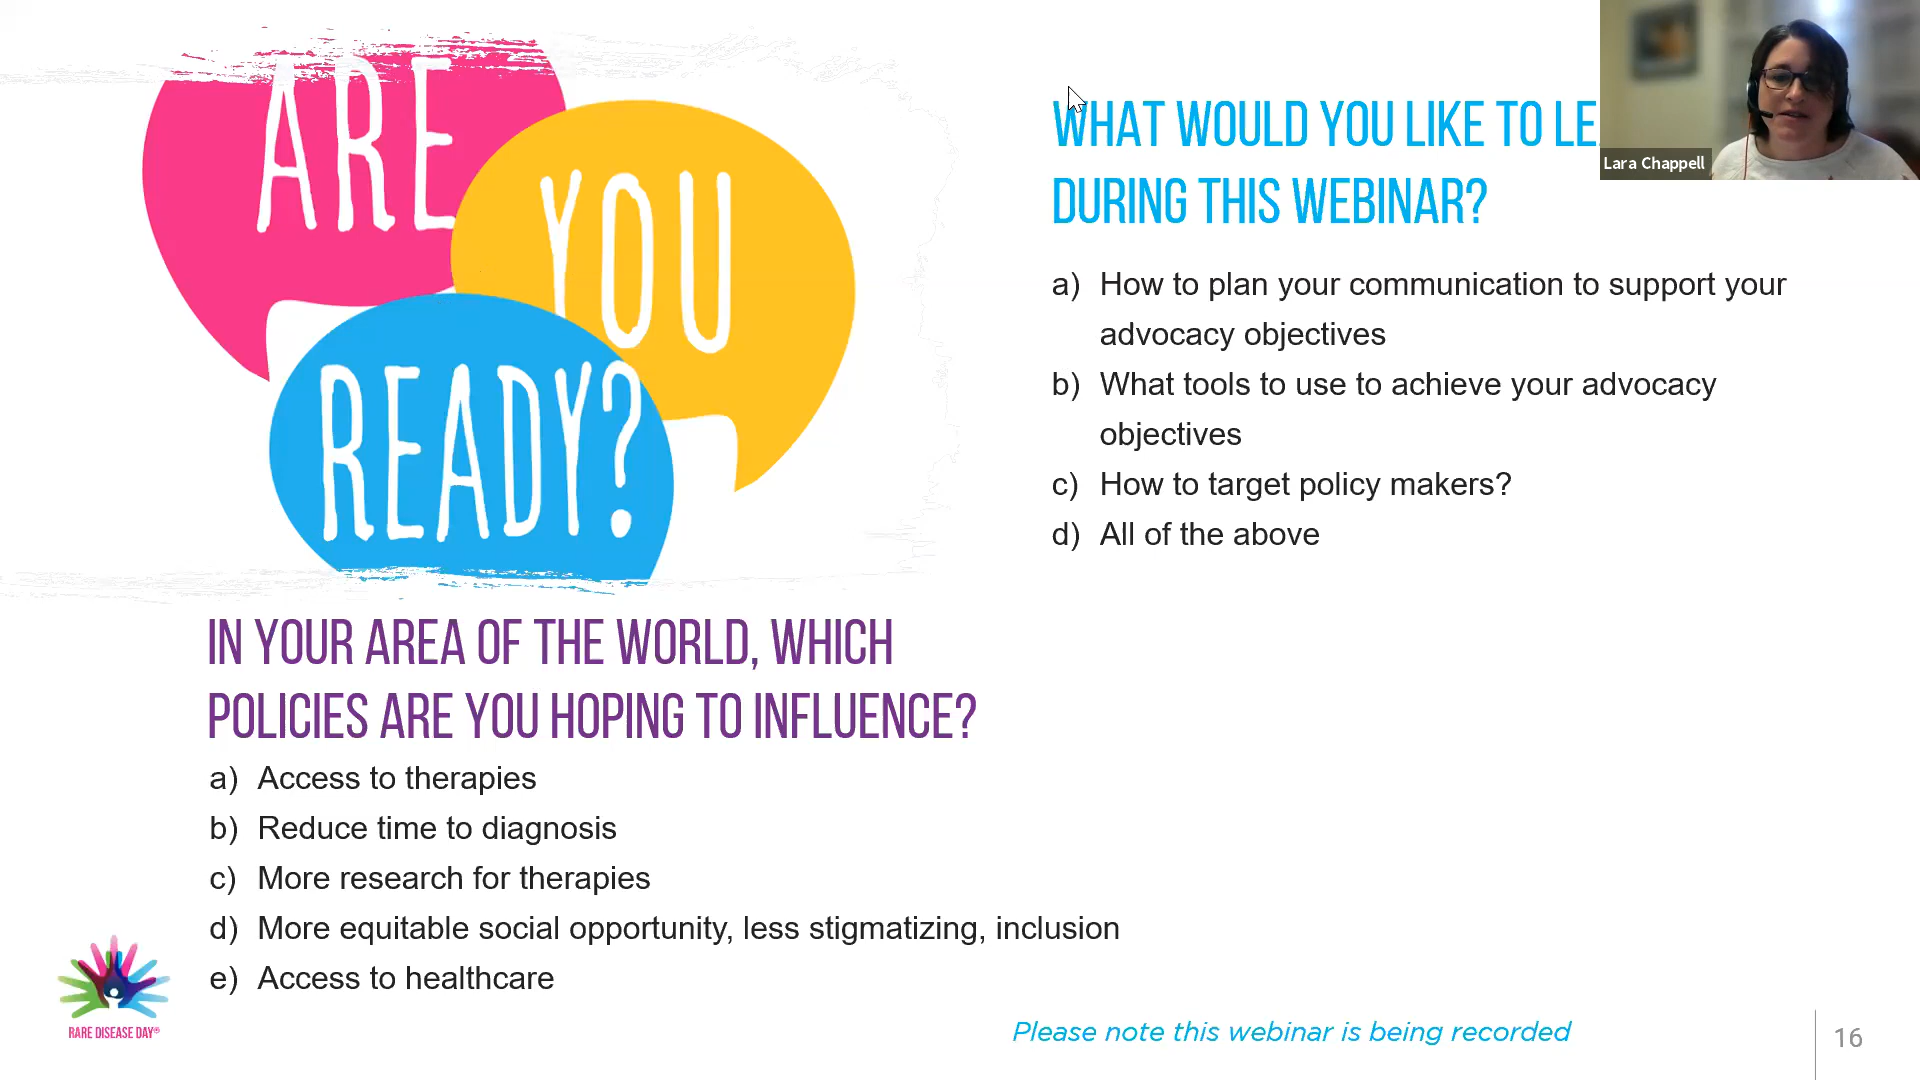 ARE
YOU
READY?
WHAT WOULD YOU LIKE TO
DURING THIS WEBINAR?
a) How to plan your communication to support your
advocacy objectives
b) What tools to use to achieve your advocacy
objectives
c) How to target policy makers?
d) All of the above
Lara Chappell
IN YOUR AREA OF THE WORLD, WHICH
POLICIES ARE YOU HOPING TO INFLUENCE?
a) Access to therapies
b) Reduce time to diagnosis
c) More research for therapies
d) More equitable social opportunity, less stigmatizing, inclusion
e) Access to healthcare
RARE DISEASE DAY®
Please note this webinar is being recorded
16